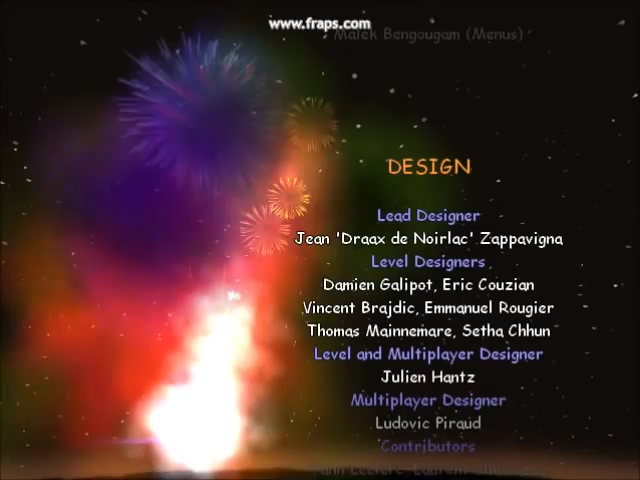 www.fraps.com
Malek Bengougam (Menus)
DESIGN
Lead Designer
Jean 'Draax de Noirlac' Zappavigna
Level Designers
Damien Galipot, Eric Couzian
Vincent Brajdic, Emmanuel Rougier
Thomas Mainnemare, Setha Chhun
Level and Multiplayer Designer
Julien Hantz
Multiplayer Designer
Ludovic Piraud
Contributors